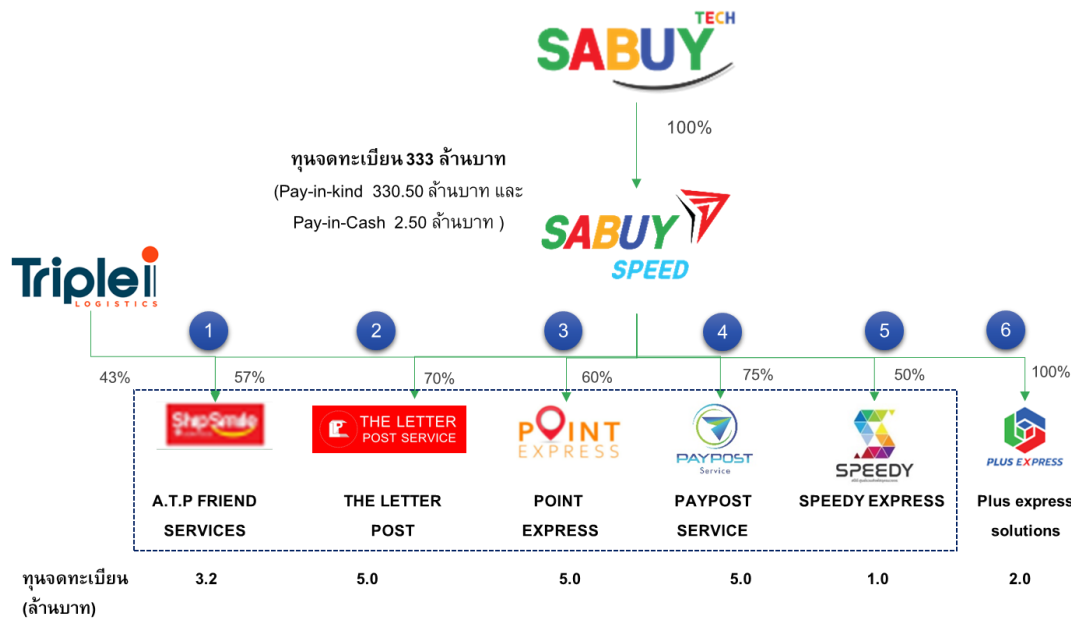 SABUY TECH
100%
ทุนจดทะเบียน 333 ล้านบาท
(Pay-in-kind 330.50 ล้านบาท และ
Pay-in-Cash 2.50 ล้านบาท )
SABUY
SPEED
Triplei
LOGISTICS
1 2 3 4 5 6
43% 57% 70% 60% 75% 50% 100%
ShipSmile
THE LETTER
POST SERVICE
POINT
EXPRESS
PAYPOST
Service
SPEEDY
PLUS EXPRESS
A.T.P FRIEND
SERVICES
THE LETTER
POST
POINT
EXPRESS
PAYPOST
SERVICE
SPEEDY EXPRESS
Plus express
solutions
ทุนจดทะเบียน 3.2 5.0 5.0 5.0 1.0 2.0
(ล้านบาท)